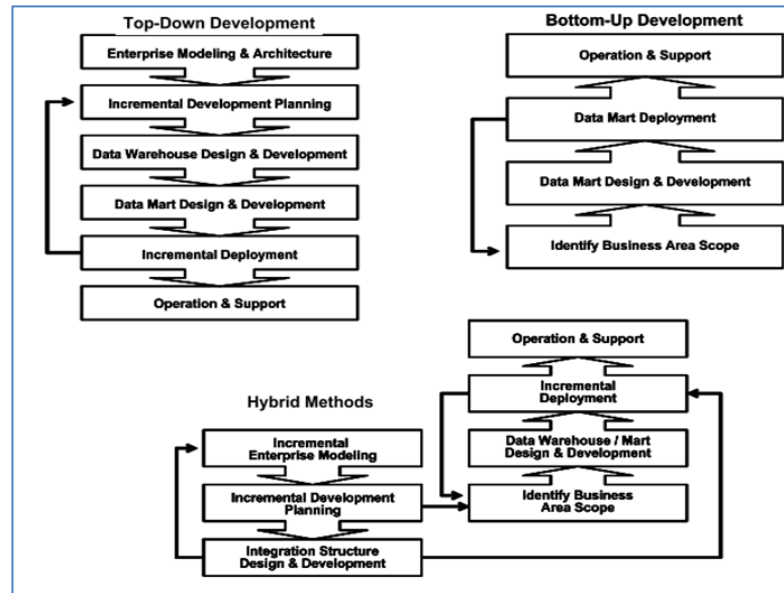 Top-Down Development
Enterprise Modeling & Architecture
Incremental Development Planning
Data Warehouse Design & Development
Data Mart Design & Development
Incremental Deployment
Operation & Support
Bottom-Up Development
Operation & Support
Data Mart Deployment
Data Mart Design & Development
Identify Business Area Scope
Hybrid Methods
Incremental
Enterprise Modeling
Incremental Development
Planning
Integration Structure
Design & Development
Operation & Support
Incremental
Deployment
Data Warehouse / Mart
Design & Development
Identify Business
Area Scope